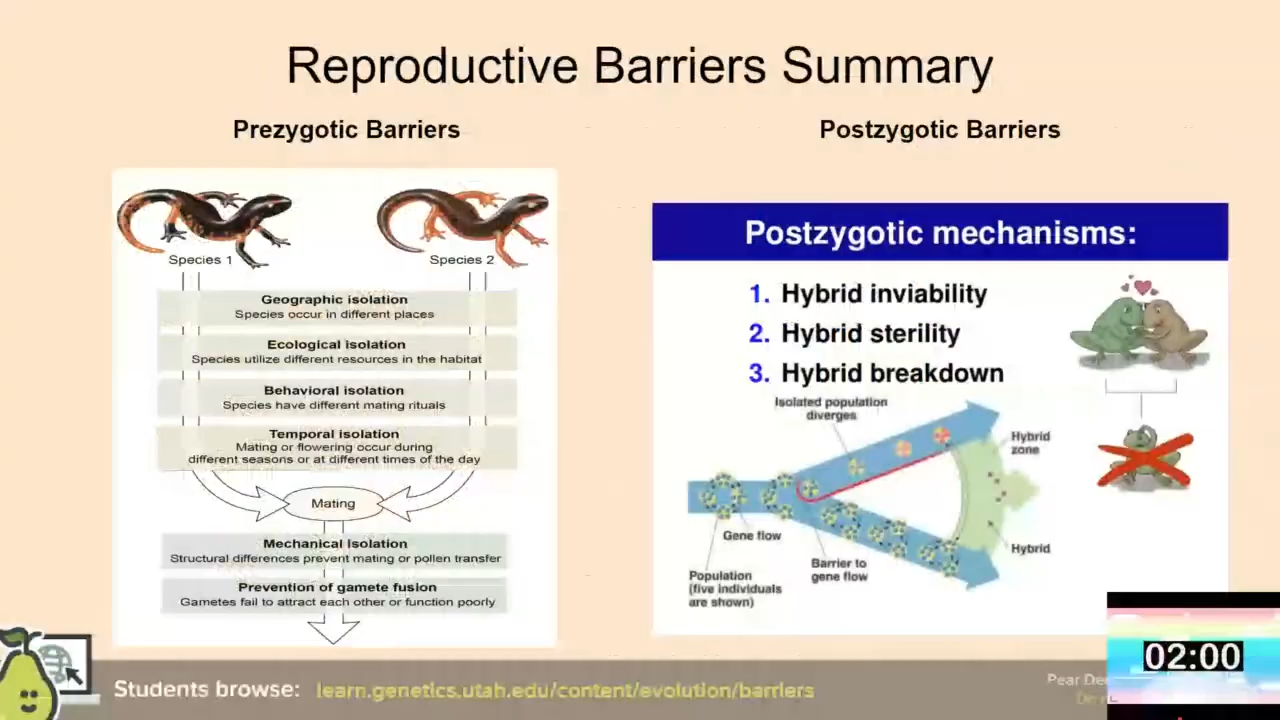 Reproductive Barriers Summary
Prezygotic Barriers
Species 1
Species 2
Geographic isolation
Species occur in different places
Ecological isolation
Species utilize different resources in the habitat
Behavioral isolation
Species have different mating rituals
Temporal isolation
Mating or flowering occur during
different seasons or at different times of the day
Mating
Mechanical isolation
Structural differences prevent mating or pollen transfer
Prevention of gamete fusion
Gametes fail to attract each other or function poorly
Postzygotic Barriers
Postzygotic mechanisms:
1. Hybrid inviability
2. Hybrid sterility
3. Hybrid breakdown
Isolated population
diverges
Hybrid
zone
Gene flow
Barrier to
gene flow
Hybrid
Population
(five individuals
are shown)
Students browse: learn.genetics.utah.edu/content/evolution/barriers
Pear
02:00